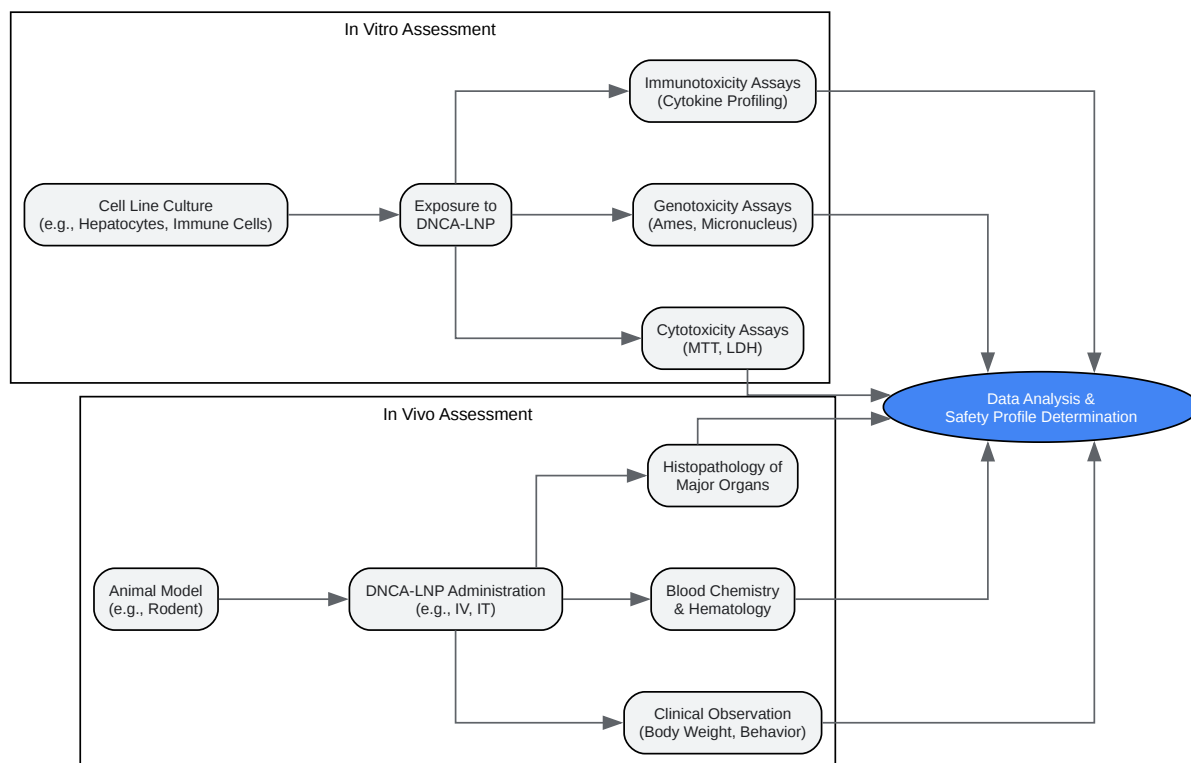 In Vitro Assessment
Immunotoxicity Assays
(Cytokine Profiling)
Cell Line Culture
(e.g., Hepatocytes, Immune Cells)
Exposure to
DNCA-LNP
Genotoxicity Assays
(Ames, Micronucleus)
Cytotoxicity Assays
(MTT, LDH)
Data Analysis &
Safety Profile Determination
In Vivo Assessment
Histopathology of
Major Organs
Animal Model
(e.g., Rodent)
DNCA-LNP Administration
(e.g., IV, IT)
Blood Chemistry
& Hematology
Clinical Observation
(Body Weight, Behavior)